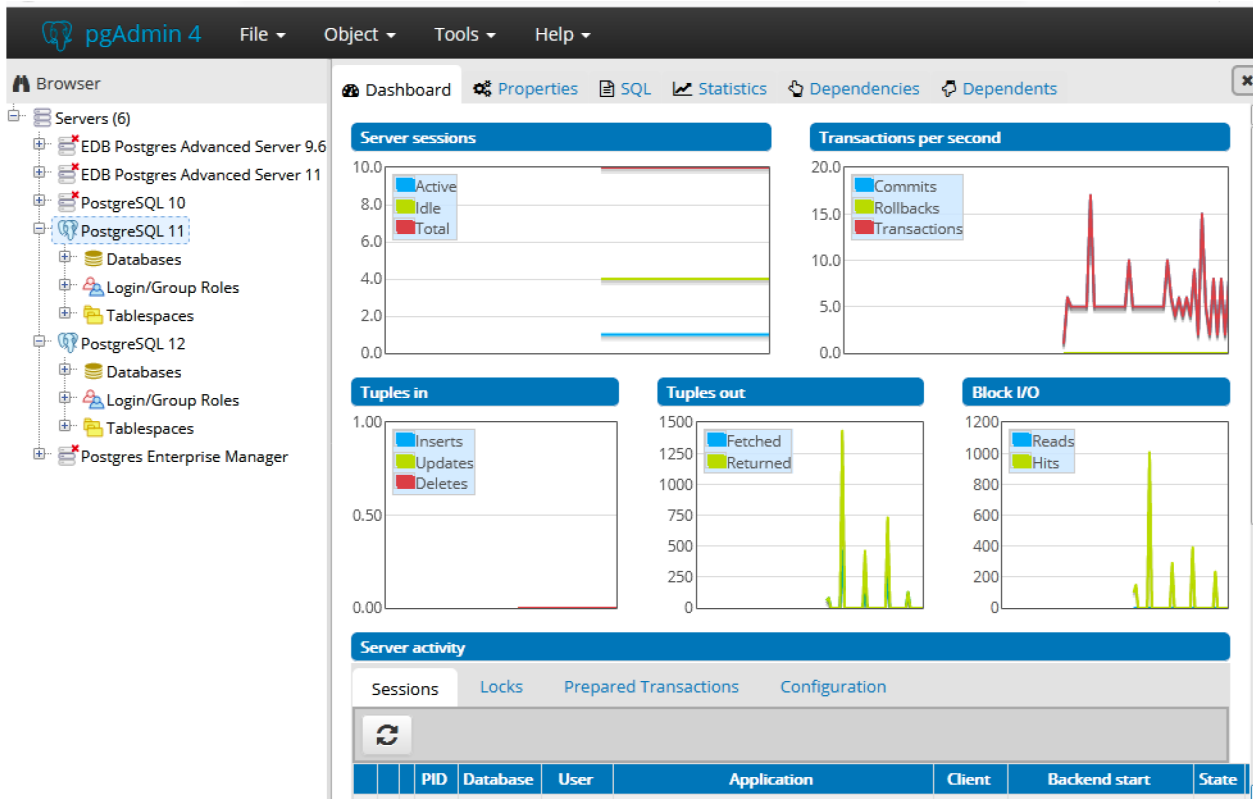 pgAdmin 4 File Object Tools Help
Browser
Servers (6)
EDB Postgres Advanced Server 9.6
EDB Postgres Advanced Server 11
PostgreSQL 10
PostgreSQL 11
Databases
Login/Group Roles
Tablespaces
PostgreSQL 12
Databases
Login/Group Roles
Tablespaces
Postgres Enterprise Manager
Dashboard Properties SQL Statistics Dependencies Dependents
Server sessions
10.0
8.0
6.0
4.0
2.0
0.0
Active
Idle
Total
Transactions per second
20.0
15.0
10.0
5.0
0.0
Commits
Rollbacks
Transactions
Tuples in
1.00
0.50
0.00
Inserts
Updates
Deletes
Tuples out
1500
1250
1000
750
500
250
0
Fetched
Returned
Block I/O
1200
1000
800
600
400
200
0
Reads
Hits
Server activity
Sessions Locks Prepared Transactions Configuration
PID Database User Application Client Backend start State